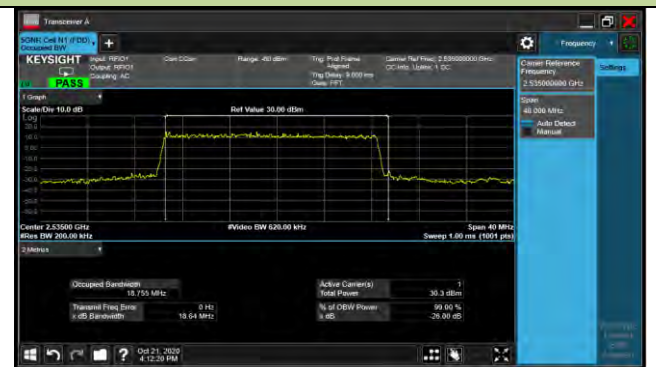 Transceiver A
5GNR Cell N1 (FDD)
Occupied BW
Frequency
KEYSIGHT
Input: RFIO1
Output: RFIO1
Coupling: AC
PASS
Range: -60 dBm
Trig: Prd Frame
Aligned
Trig Delay: 9.000 ms
Gate: FFT
Carrier Ref Freq: 2.535000000 GHz
CC Info: Uplink, 1 CC
Carrier Reference
Frequency
2.535000000 GHz
Settings
Span
40.000 MHz
Auto Detect
Manual
1 Graph
Scale/Div 10.0 dB
Ref Value 30.00 dBm
Log
Center 2.53500 GHz
#Video BW 620.00 kHz
Span 40 MHz
#Res BW 200.00 kHz
Sweep 1.00 ms (1001 pts)
2 Metrics
Occupied Bandwidth
18.755 MHz
Active Carrier(s)
1
Total Power
30.3 dBm
Transmit Freq Error
0 Hz
% of OBW Power
99.00 %
x dB Bandwidth
18.64 MHz
x dB
-26.00 dB
Oct 21, 2020
4:12:20 PM